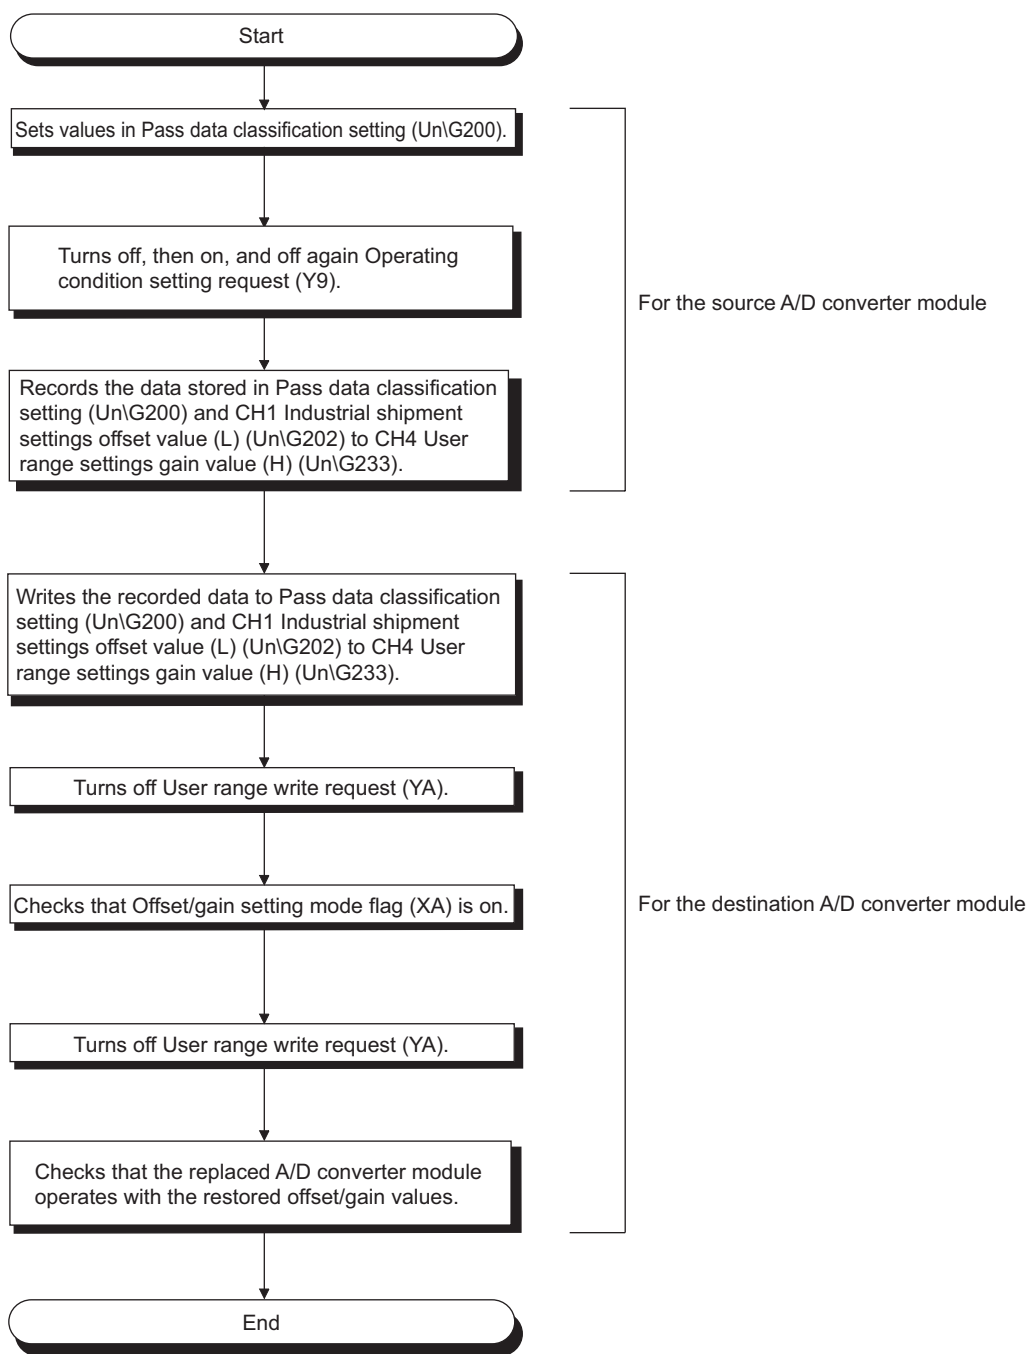 Start
Sets values in Pass data classification setting (Un\G200).
Turns off, then on, and off again Operating
condition setting request (Y9).
For the source A/D converter module
Records the data stored in Pass data classification
setting (Un\G200) and CH1 Industrial shipment
settings offset value (L) (Un\G202) to CH4 User
range settings gain value (H) (Un\G233).
Writes the recorded data to Pass data classification
setting (Un\G200) and CH1 Industrial shipment
settings offset value (L) (Un\G202) to CH4 User
range settings gain value (H) (Un\G233).
Turns off User range write request (YA).
Checks that Offset/gain setting mode flag (XA) is on.
For the destination A/D converter module
Turns off User range write request (YA).
Checks that the replaced A/D converter module
operates with the restored offset/gain values.
End